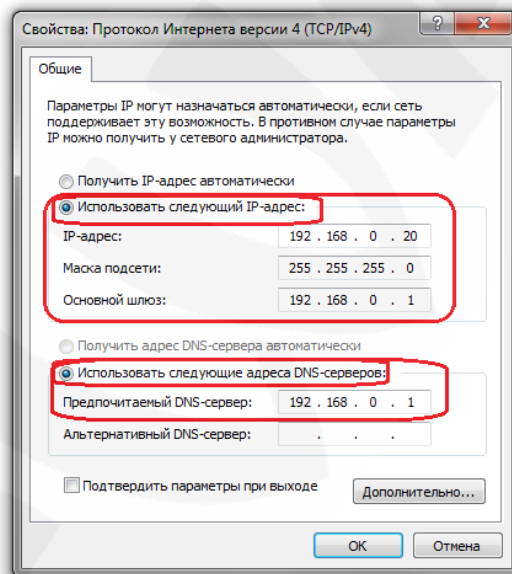 Свойства: Протокол Интернета версии 4 (TCP/IPv4)
Общие
Параметры IP могут назначаться автоматически, если сеть
поддерживает эту возможность. В противном случае параметры
IP можно получить у сетевого администратора.
Получить IP-адрес автоматически
Использовать следующий IP-адрес:
IP-адрес: 192 . 168 . 0 . 20
Маска подсети: 255 . 255 . 255 . 0
Основной шлюз: 192 . 168 . 0 . 1
Получить адрес DNS-сервера автоматически
Использовать следующие адреса DNS-серверов:
Предпочитаемый DNS-сервер: 192 . 168 . 0 . 1
Альтернативный DNS-сервер: . . .
Подтвердить параметры при выходе
Дополнительно...
OK Отмена